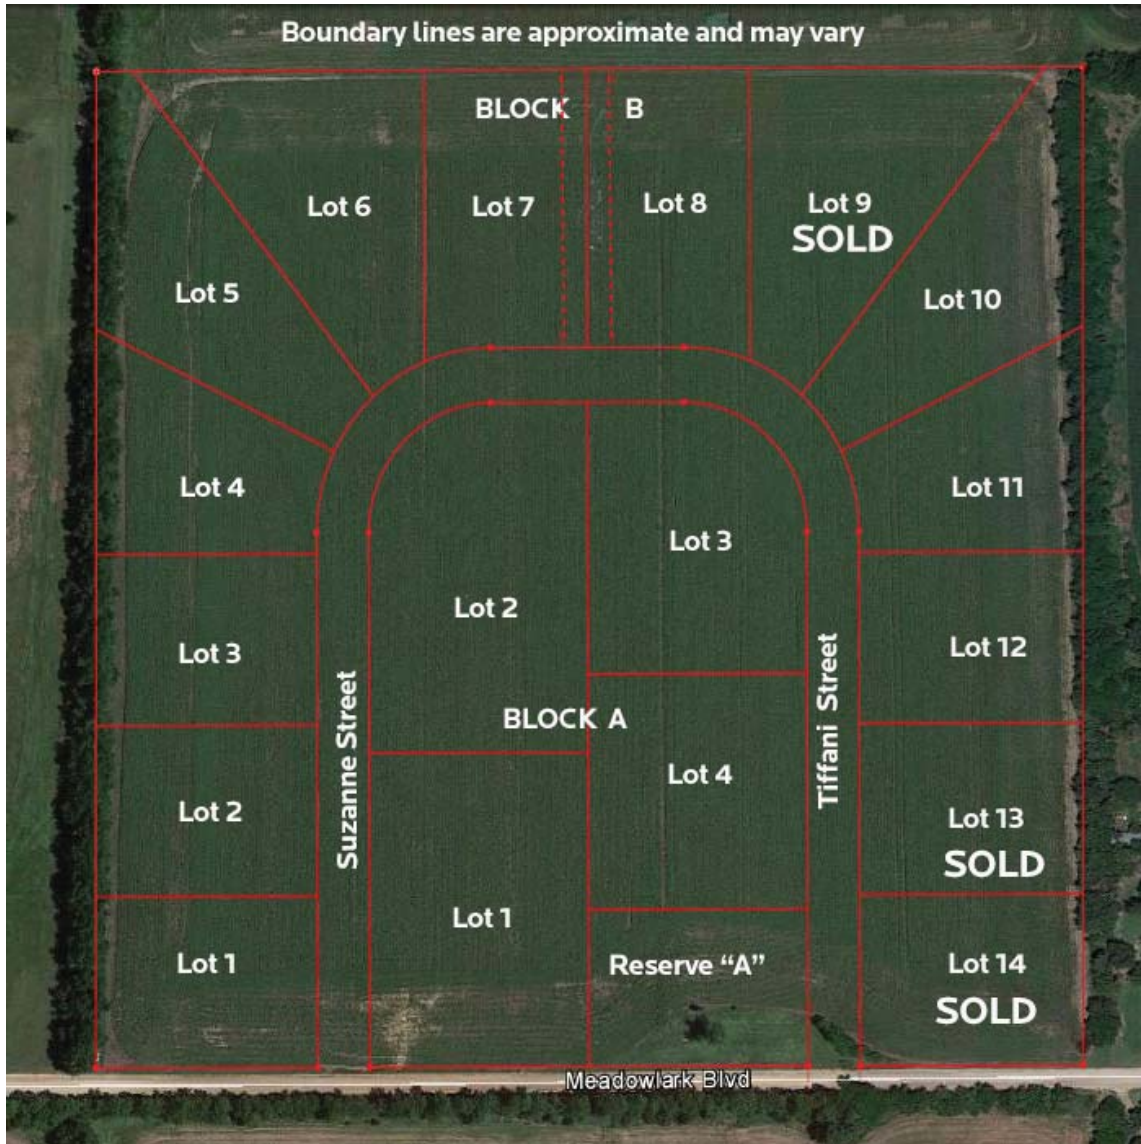 Boundary lines are approximate and may vary
BLOCK B
Lot 6
Lot 7
Lot 8
Lot 9
SOLD
Lot 5
Lot 10
Lot 4
Lot 11
Lot 3
Lot 2
Lot 3
Lot 12
Suzanne Street
Tiffani Street
BLOCK A
Lot 4
Lot 2
Lot 13
SOLD
Lot 1
Lot 1
Reserve “A”
Lot 14
SOLD
Meadowlark Blvd